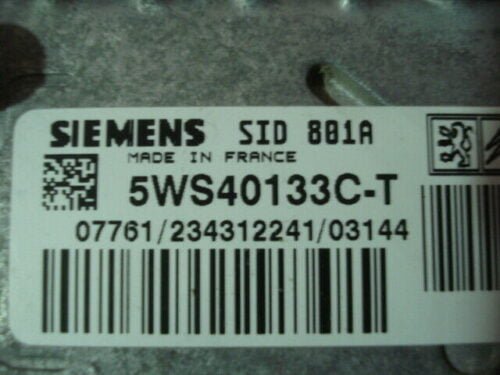 SIEMENS SID 801A
MADE IN FRANCE
5WS40133C-T
07761/234312241/03144